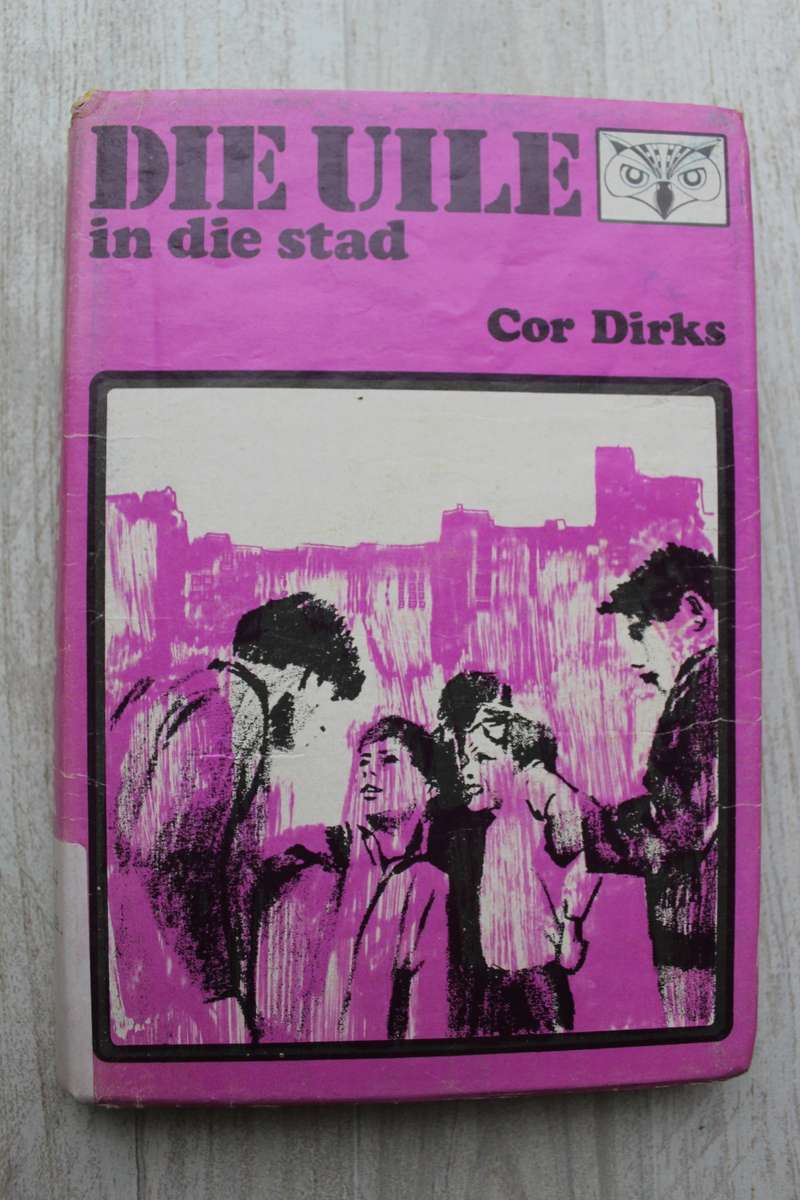 DIE UILE
in die stad
Cor Dirks